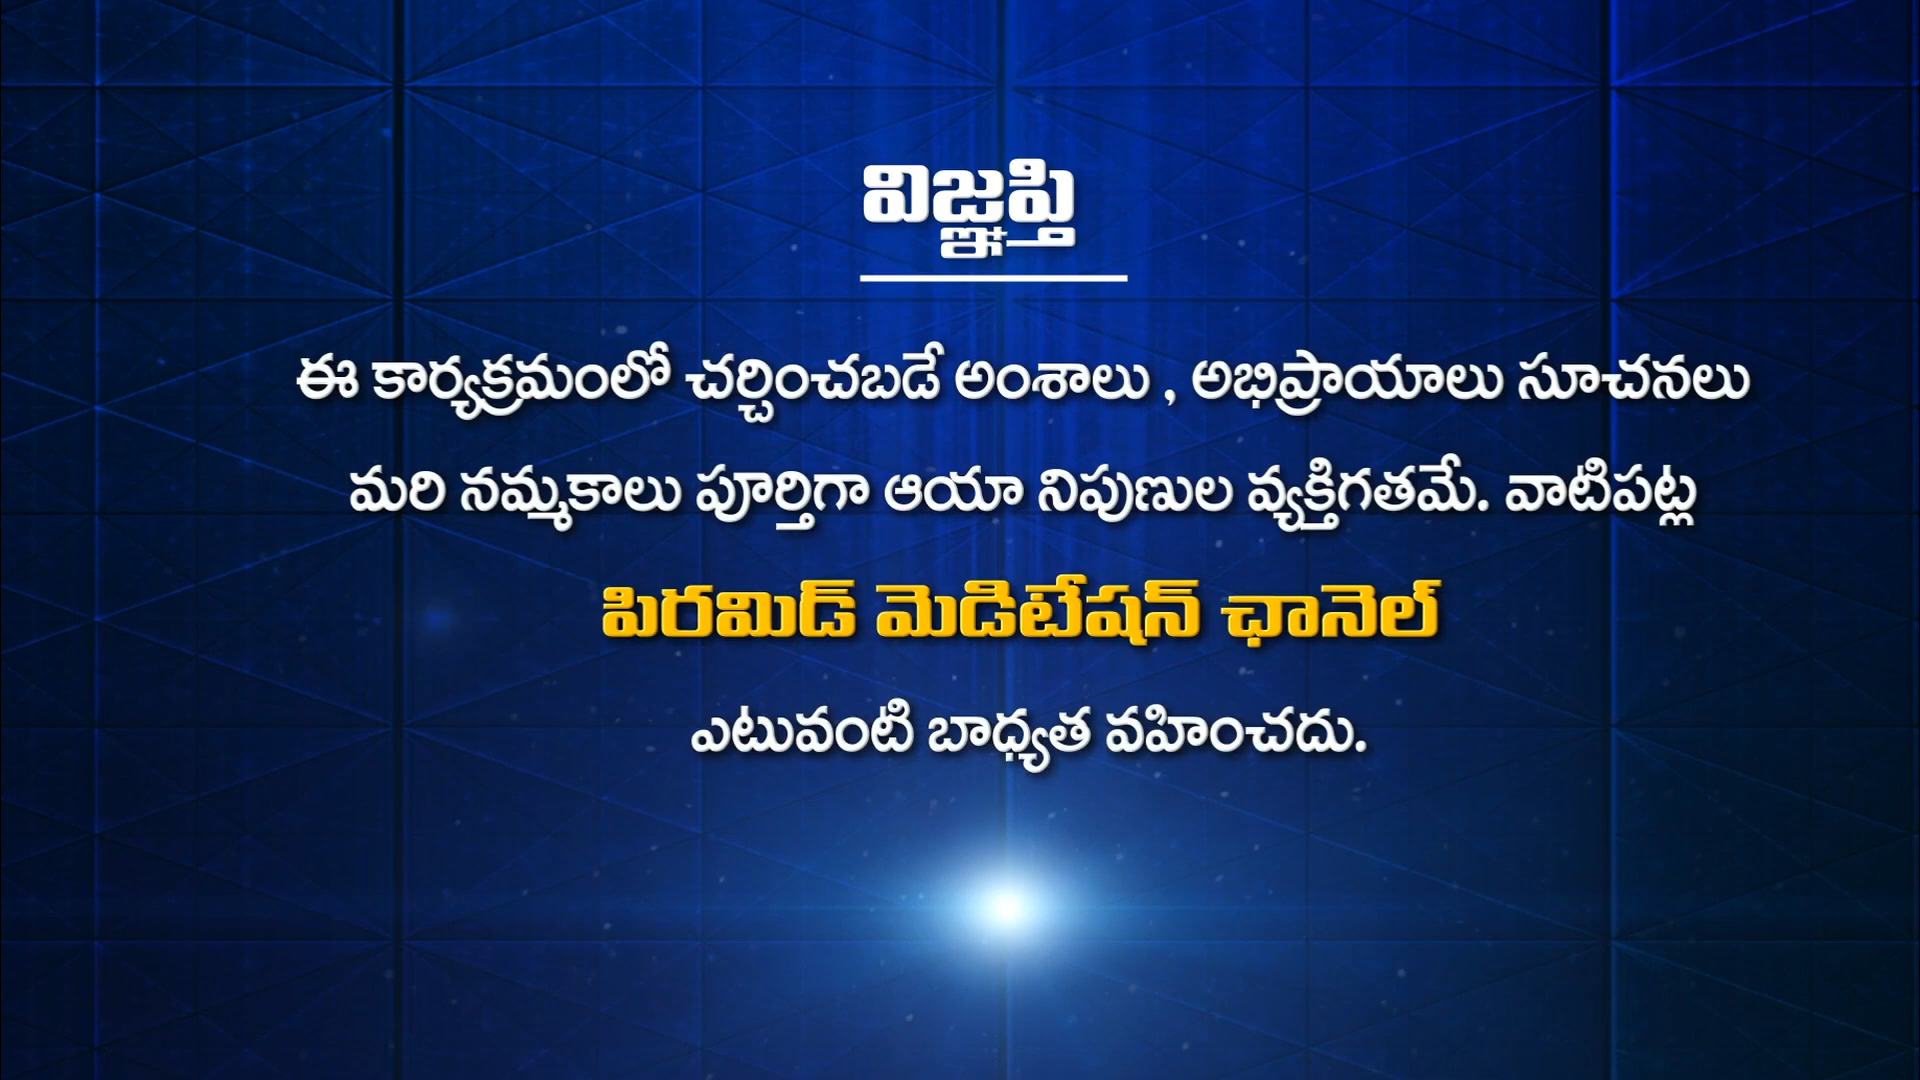 విజ్ఞప్తి
ఈ కార్యక్రమంలో చర్చించబడే అంశాలు , అభిప్రాయాలు సూచనలు
మరి నమ్మకాలు పూర్తిగా ఆయా నిపుణుల వ్యక్తిగతమే. వాటిపట్ల
పిరమిడ్ మెడిటేషన్ ఛానెల్
ఎటువంటి బాధ్యత వహించదు.